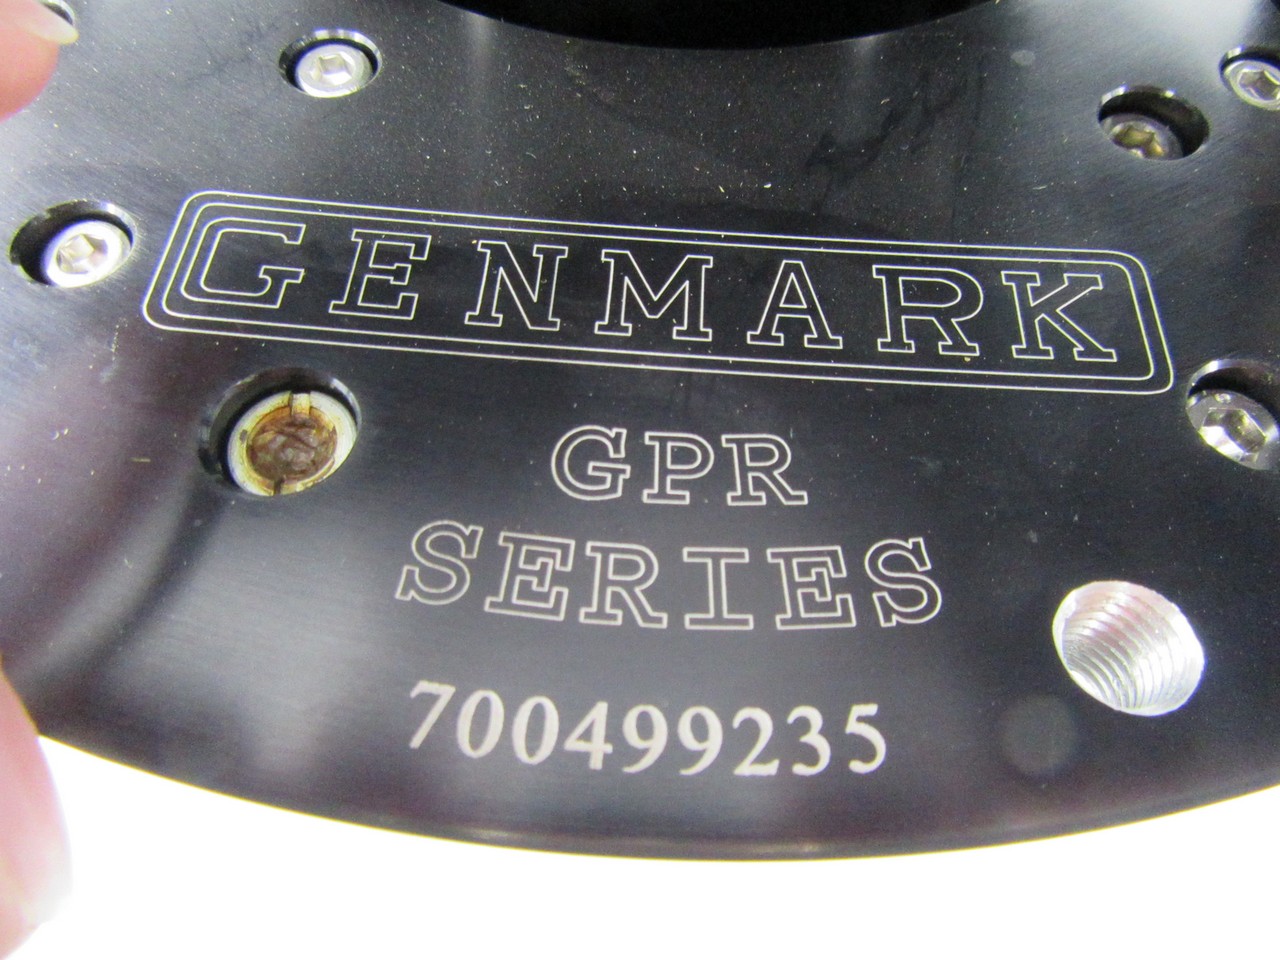 GENMARK
GPR
SERIES
700499235